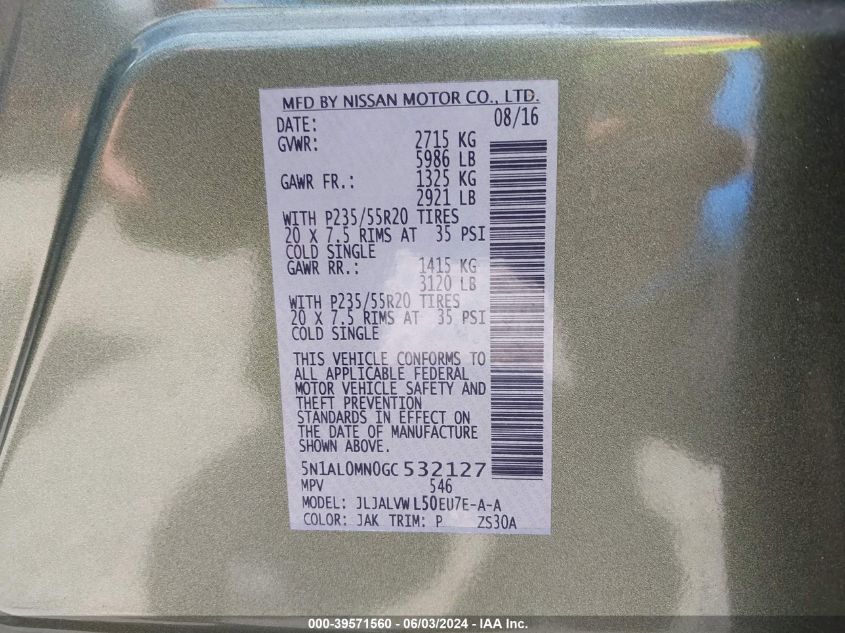 MFD BY NISSAN MOTOR CO., LTD.
DATE: 08/16
GVWR: 2715 KG
5986 LB
GAWR FR.: 1325 KG
2921 LB
WITH P235/55R20 TIRES
20 X 7.5 RIMS AT 35 PSI
COLD SINGLE
GAWR RR.: 1415 KG
3120 LB
WITH P235/55R20 TIRES
20 X 7.5 RIMS AT 35 PSI
COLD SINGLE
THIS VEHICLE CONFORMS TO
ALL APPLICABLE FEDERAL
MOTOR VEHICLE SAFETY AND
THEFT PREVENTION
STANDARDS IN EFFECT ON
THE DATE OF MANUFACTURE
SHOWN ABOVE.
5N1AL0MN0GC 532127
MPV 546
MODEL: JLJALVWL50EU7E-A-A
COLOR: JAK TRIM: P ZS30A
000-39571560 - 06/03/2024 - IAA Inc.